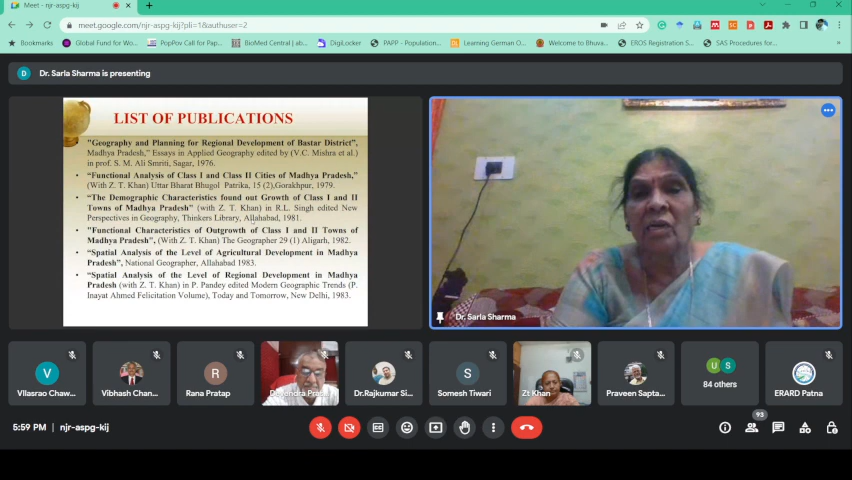 Meet - njr-aspg-kij
meet.google.com/njr-aspg-kij?pli=1&authuser=2
Bookmarks
Global Fund for Wo...
PopPov Call for Pap...
BioMed Central | ab...
DigiLocker
PAPP - Population...
Learning German O...
Welcome to Bhuva...
EROS Registration S...
SAS Procedures for...
D
Dr. Sarla Sharma is presenting
LIST OF PUBLICATIONS
"Geography and Planning for Regional Development of Bastar District",
Madhya Pradesh," Essays in Applied Geography edited by (V.C. Mishra et al.)
in prof. S. M. Ali Smriti, Sagar, 1976.
• "Functional Analysis of Class I and Class II Cities of Madhya Pradesh,"
(With Z. T. Khan) Uttar Bharat Bhugol Patrika, 15 (2),Gorakhpur, 1979.
• "The Demographic Characteristics found out Growth of Class I and II
Towns of Madhya Pradesh" (with Z. T. Khan) in R.L. Singh edited New
Perspectives in Geography, Thinkers Library, Allahabad, 1981.
• "Functional Characteristics of Outgrowth of Class I and II Towns of
Madhya Pradesh", (With Z. T. Khan) The Geographer 29 (1) Aligarh, 1982.
• "Spatial Analysis of the Level of Agricultural Development in Madhya
Pradesh", National Geographer, Allahabad 1983.
• "Spatial Analysis of the Level of Regional Development in Madhya
Pradesh (with Z. T. Khan) in P. Pandey edited Modern Geographic Trends (P.
Inayat Ahmed Felicitation Volume), Today and Tomorrow, New Delhi, 1983.
Dr. Sarla Sharma
V
R
S
U S
84 others
Vllasrao Chaw...
Vibhash Chan...
Rana Pratap
Devendra Prat...
Dr.Rajkumar Si...
Somesh Tiwari
Zt Khan
Praveen Sapta...
ERARD Patna
5:59 PM | njr-aspg-kij
93